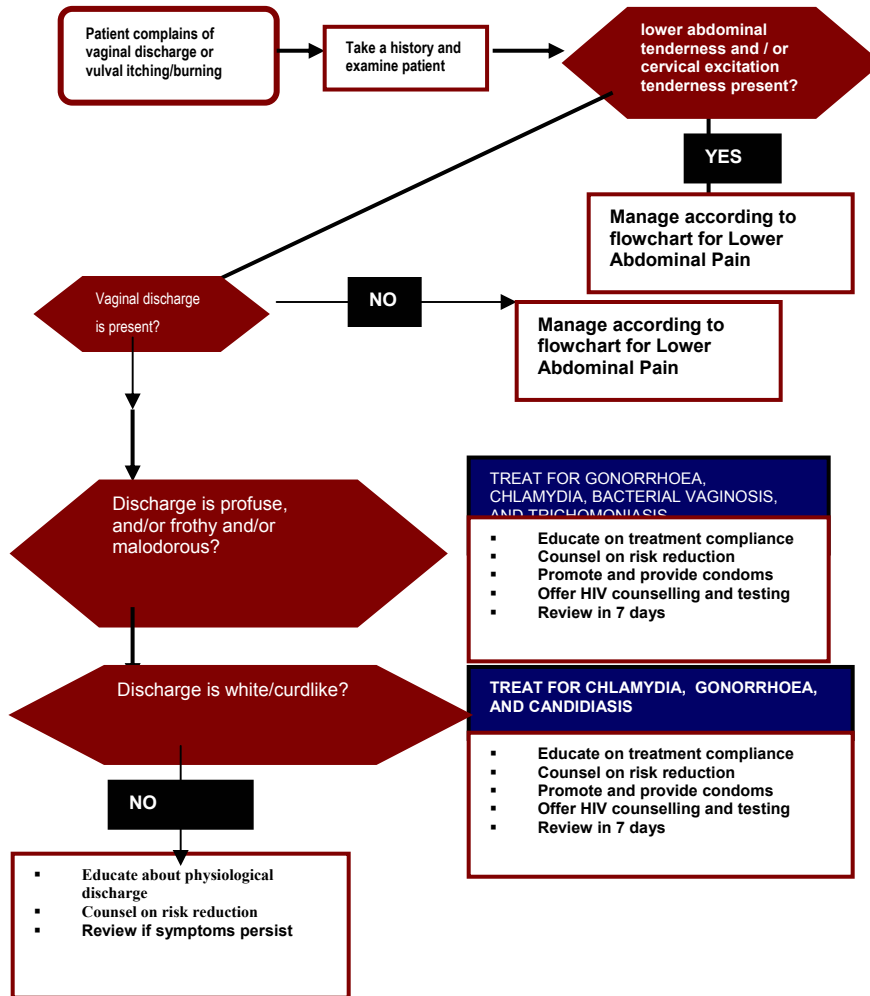 Patient complains of
vaginal discharge or
vulval itching/burning
Take a history and
examine patient
lower abdominal
tenderness and / or
cervical excitation
tenderness present?
YES
Manage according to
flowchart for Lower
Abdominal Pain
Vaginal discharge
is present?
NO
Manage according to
flowchart for Lower
Abdominal Pain
Discharge is profuse,
and/or frothy and/or
malodorous?
TREAT FOR GONORRHOEA,
CHLAMYDIA, BACTERIAL VAGINOSIS,
AND TRICHOMONIASIS
▪ Educate on treatment compliance
▪ Counsel on risk reduction
▪ Promote and provide condoms
▪ Offer HIV counselling and testing
▪ Review in 7 days
Discharge is white/curdlike?
TREAT FOR CHLAMYDIA, GONORRHOEA,
AND CANDIDIASIS
▪ Educate on treatment compliance
▪ Counsel on risk reduction
▪ Promote and provide condoms
▪ Offer HIV counselling and testing
▪ Review in 7 days
NO
▪ Educate about physiological
discharge
▪ Counsel on risk reduction
▪ Review if symptoms persist